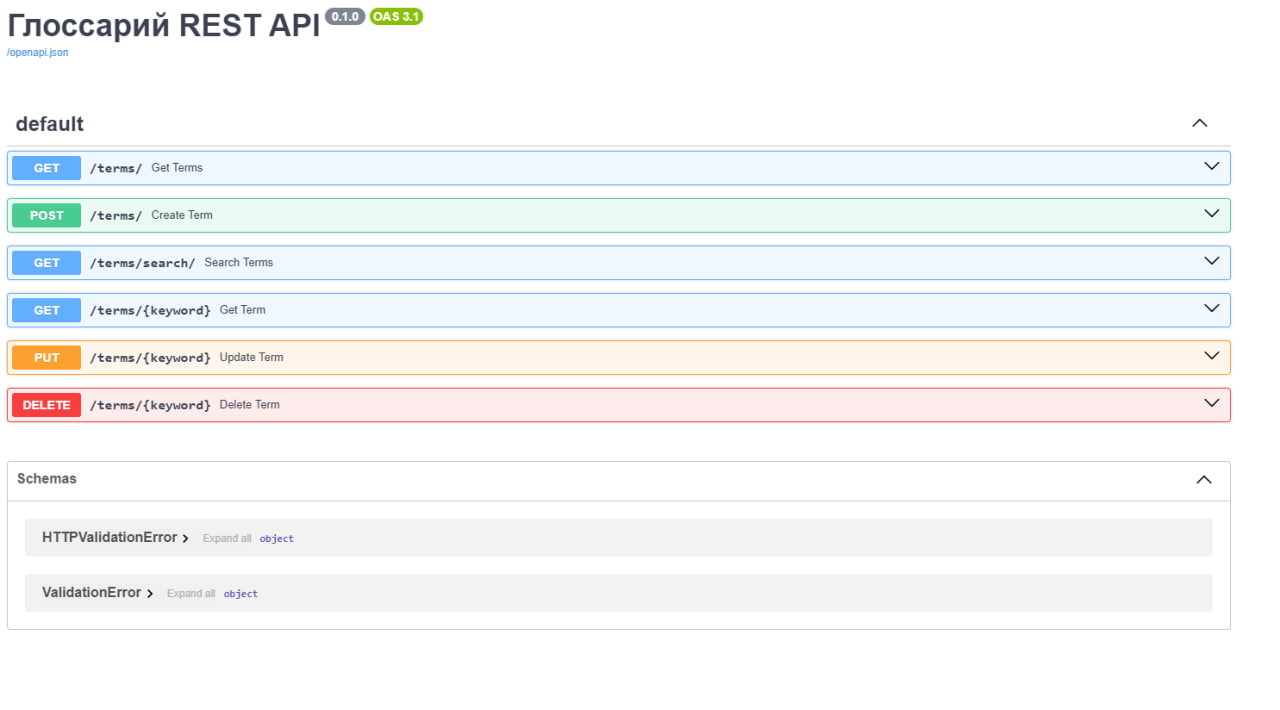 Глоссарий REST API 0.1.0 OAS 3.1
/openapi.json
default
GET /terms/ Get Terms
POST /terms/ Create Term
GET /terms/search/ Search Terms
GET /terms/{keyword} Get Term
PUT /terms/{keyword} Update Term
DELETE /terms/{keyword} Delete Term
Schemas
HTTPValidationError Expand all object
ValidationError Expand all object